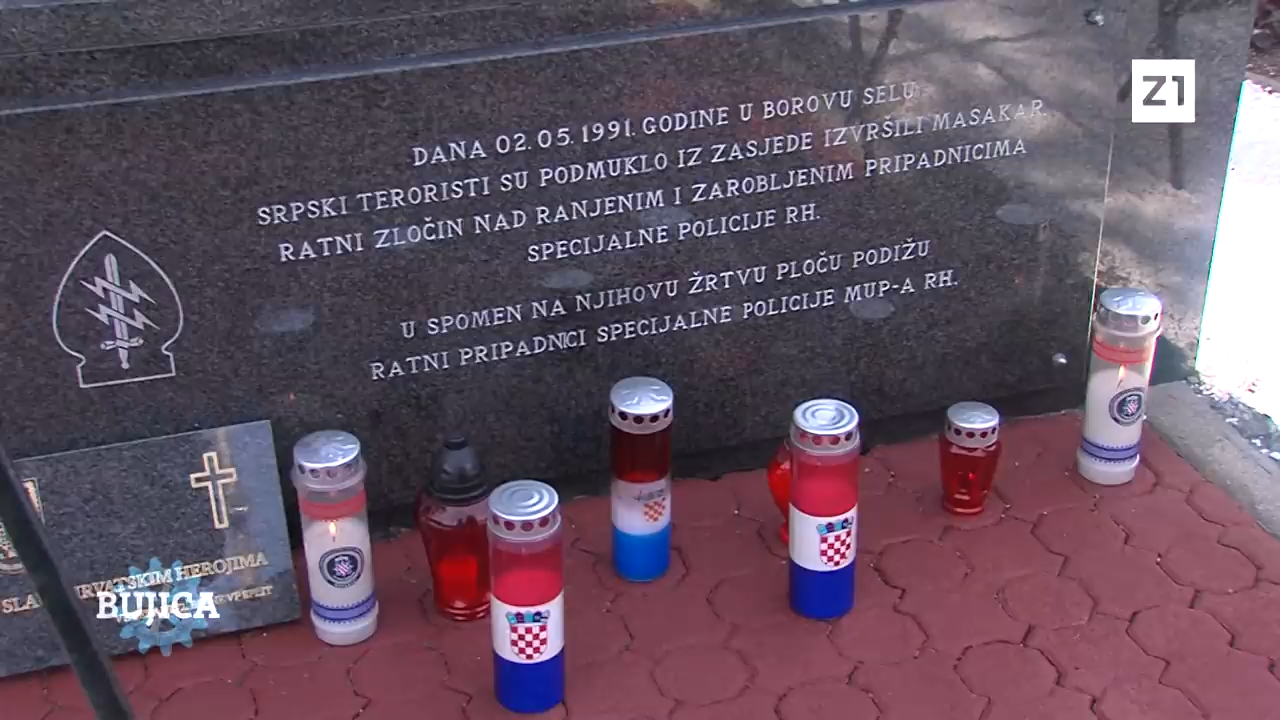 Z1
DANA 02.05.1991. GODINE U BOROVU SELU
SRPSKI TERORISTI SU PODMUKLO IZ ZASJEDE IZVRŠILI MASAKAR.
RATNI ZLOČIN NAD RANJENIM I ZAROBLJENIM PRIPADNICIMA
SPECIJALNE POLICIJE RH.
U SPOMEN NA NJIHOVU ŽRTVU PLOČU PODIŽU
RATNI PRIPADNICI SPECIJALNE POLICIJE MUP-A RH.
HRVATSKIM HEROJIMA
BUJICA